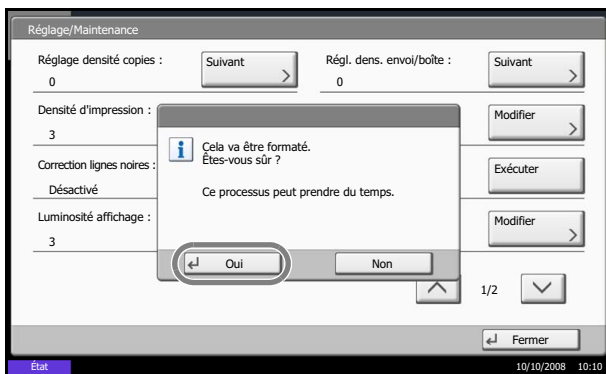 Réglage/Maintenance
Réglage densité copies :
0
Suivant
Régl. dens. envoi/boîte :
0
Suivant
Densité d'impression :
3
Modifier
Correction lignes noires :
Désactivé
Exécuter
Luminosité affichage :
3
Modifier
Cela va être formaté.
Êtes-vous sûr ?
Ce processus peut prendre du temps.
Oui
Non
1/2
Fermer
État
10/10/2008 10:10